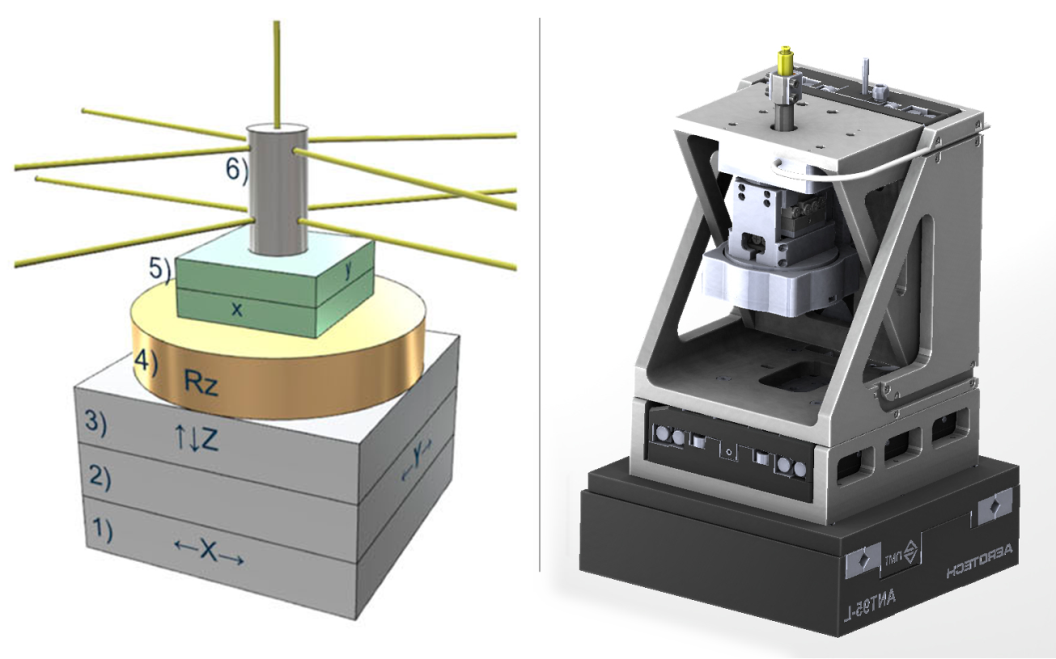 6)
5)
y
x
4)
Rz
3)
↑↓Z
←Y→
2)
1)
←X→
AEROTECH
ANT95-L